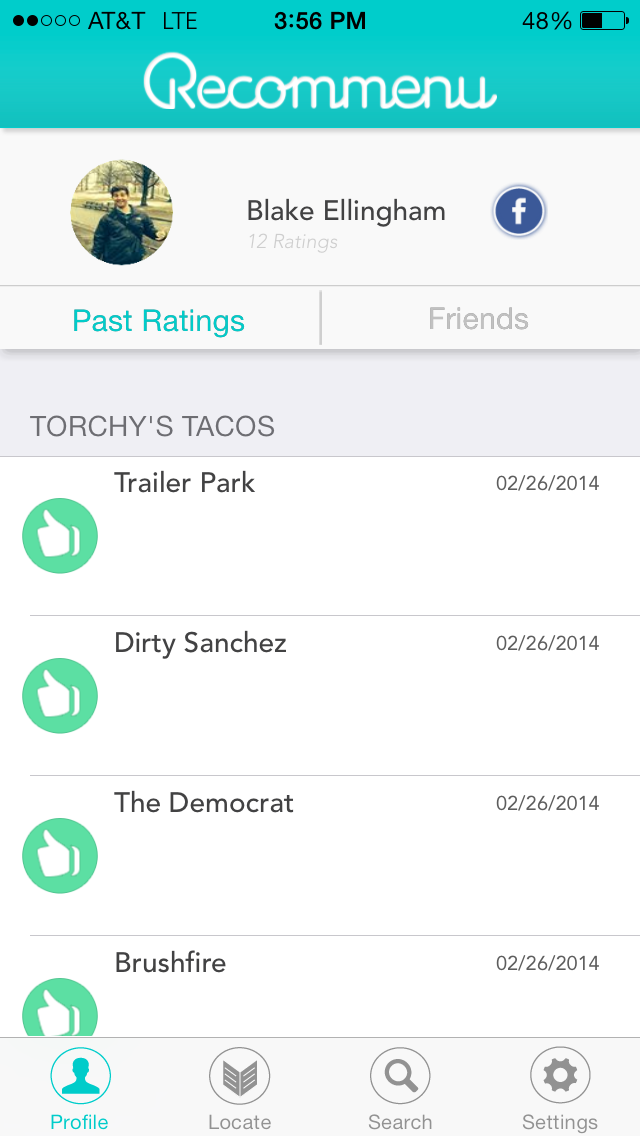 AT&T LTE 3:56 PM 48%
Recommenu
Blake Ellingham
12 Ratings
Past Ratings Friends
TORCHY'S TACOS
Trailer Park 02/26/2014
Dirty Sanchez 02/26/2014
The Democrat 02/26/2014
Brushfire 02/26/2014
Profile Locate Search Settings